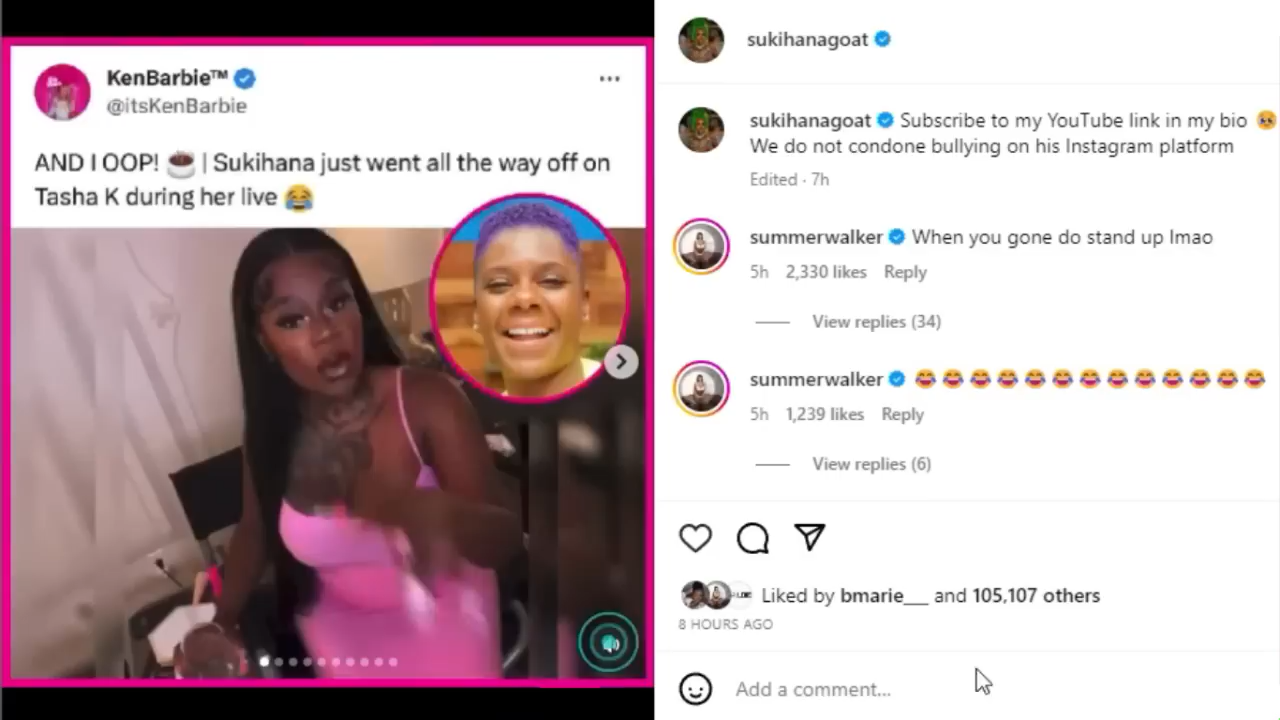 KenBarbie™
@itsKenBarbie
AND I OOP! ☕ | Sukihana just went all the way off on
Tasha K during her live 😂
sukihanagoat
sukihanagoat Subscribe to my YouTube link in my bio 🥹
We do not condone bullying on his Instagram platform
Edited · 7h
summerwalker When you gone do stand up lmao
5h 2,330 likes Reply
View replies (34)
summerwalker 😂😂😂😂😂😂😂😂😂😂😂😂😂
5h 1,239 likes Reply
View replies (6)
Liked by bmarie___ and 105,107 others
8 HOURS AGO
Add a comment...